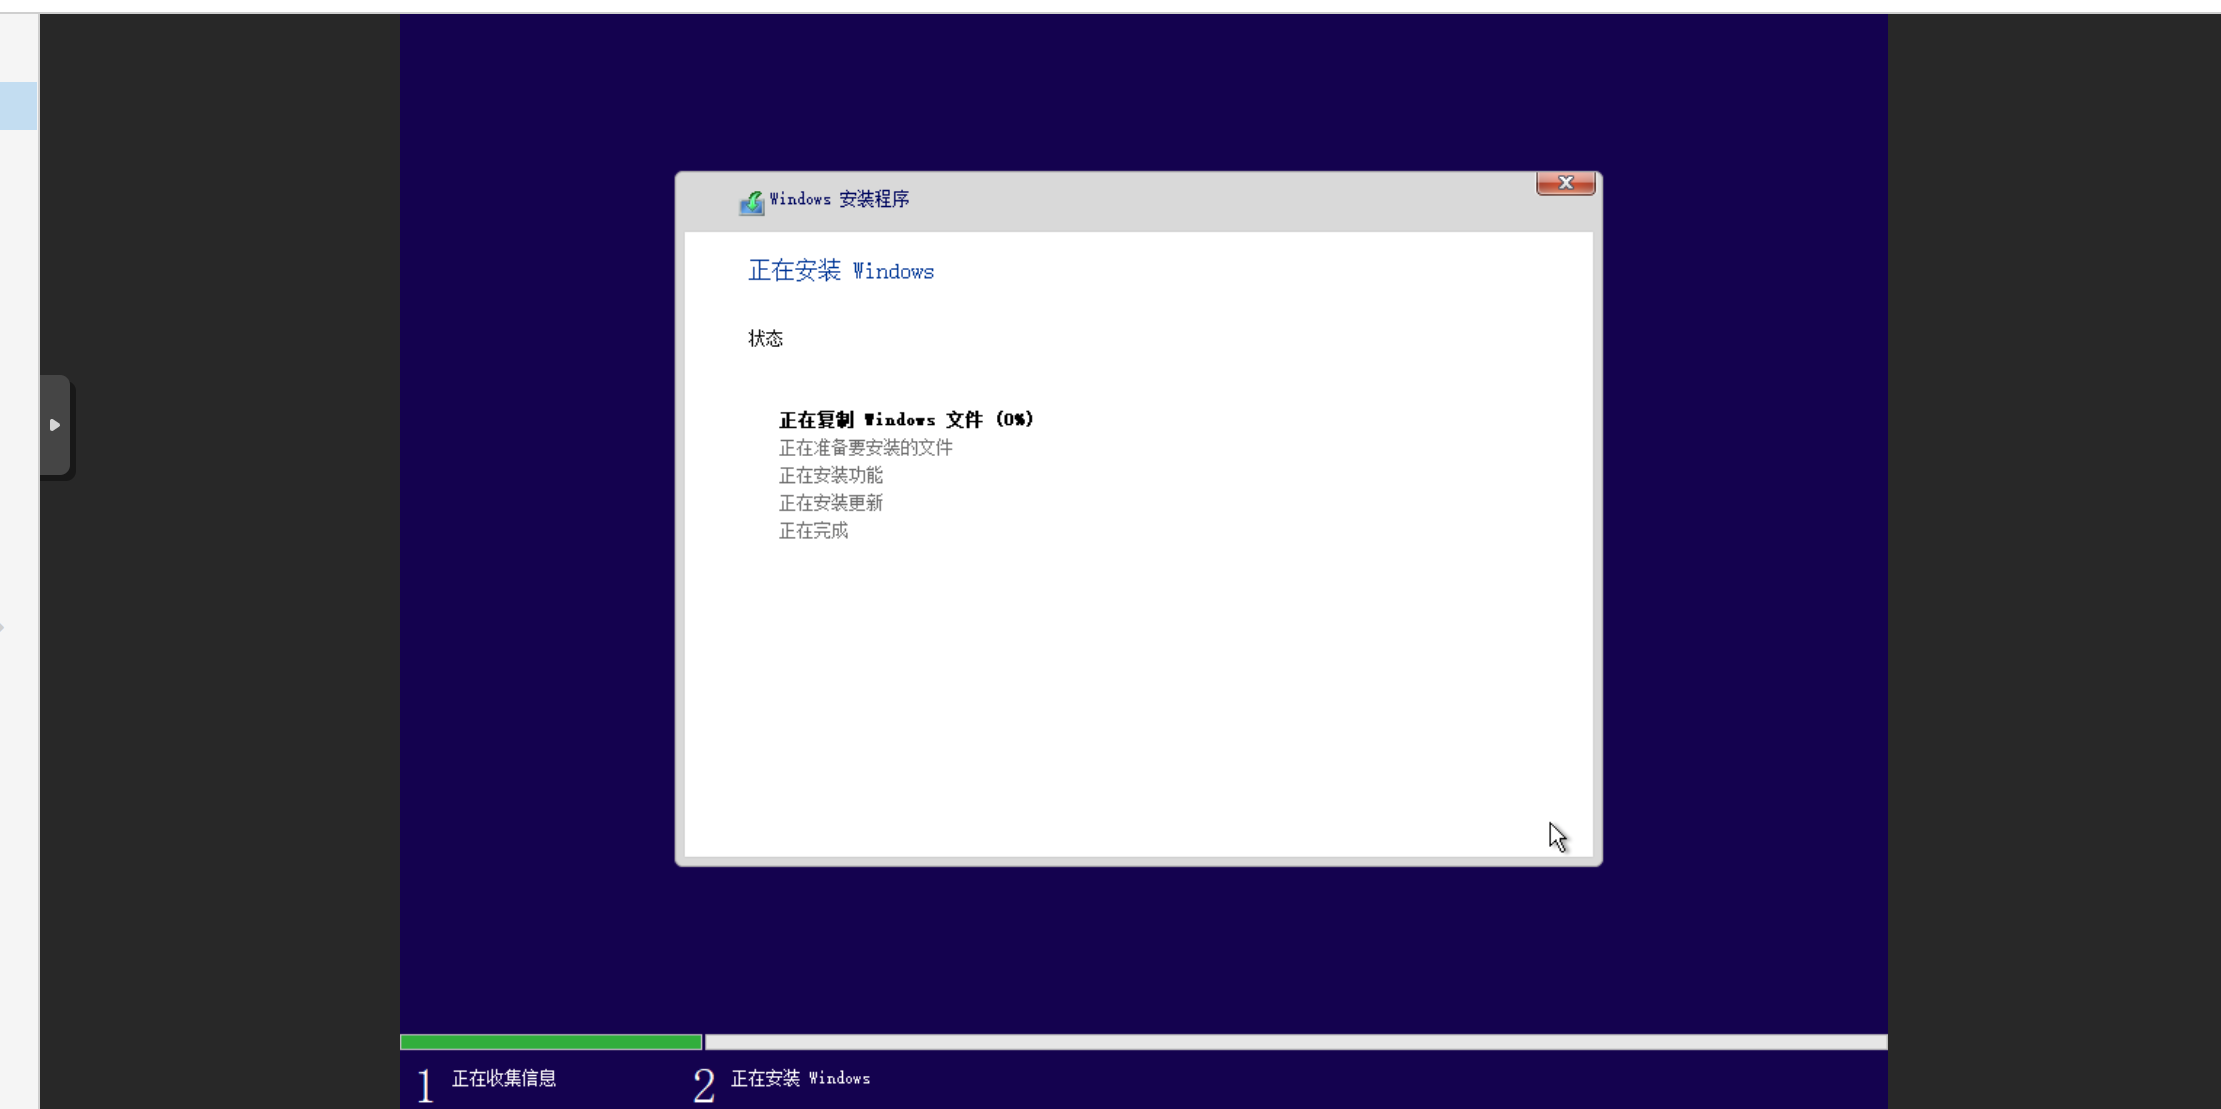 Windows 安装程序
正在安装 Windows
状态
正在复制 Windows 文件 (0%)
正在准备要安装的文件
正在安装功能
正在安装更新
正在完成
1 正在收集信息
2 正在安装 Windows